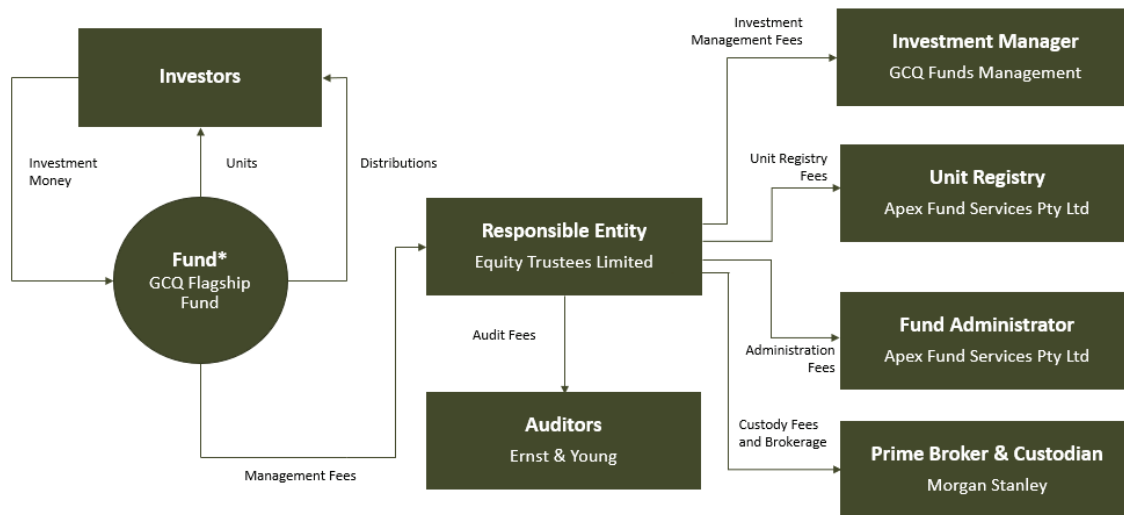 Investors
Investment
Money
Units
Distributions
Fund*
GCQ Flagship
Fund
Management Fees
Responsible Entity
Equity Trustees Limited
Audit Fees
Auditors
Ernst & Young
Investment
Management Fees
Investment Manager
GCQ Funds Management
Unit Registry
Fees
Unit Registry
Apex Fund Services Pty Ltd
Administration
Fees
Fund Administrator
Apex Fund Services Pty Ltd
Custody Fees
and Brokerage
Prime Broker & Custodian
Morgan Stanley